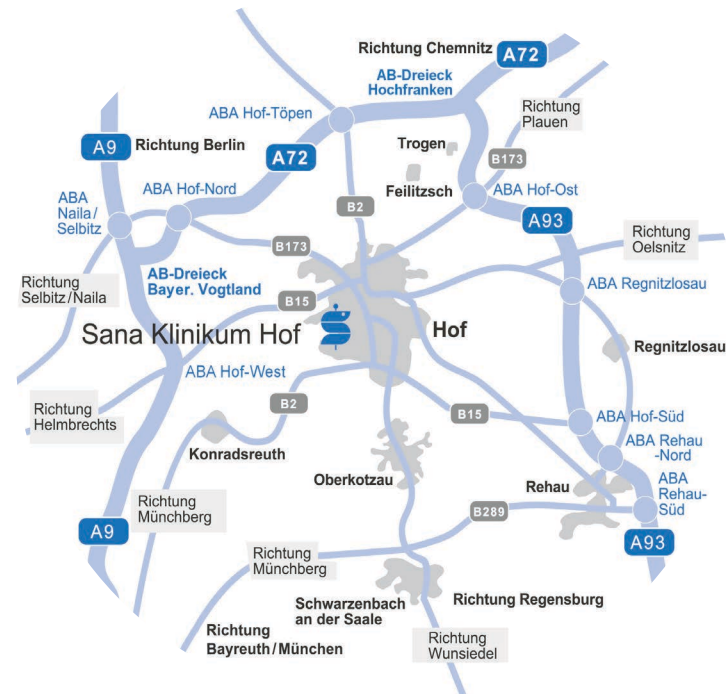 Richtung Chemnitz
A72
AB-Dreieck
Hochfranken
ABA Hof-Töpen
Richtung
Plauen
A9
Richtung Berlin
A72
Trogen
B173
Feilitzsch
ABA
Naila/
Selbitz
ABA Hof-Nord
B2
ABA Hof-Ost
A93
Richtung
Oelsnitz
B173
AB-Dreieck
Bayer. Vogtland
Richtung
Selbitz/Naila
ABA Regnitzlosau
B15
Sana Klinikum Hof
Hof
Regnitzlosau
ABA Hof-West
Richtung
Helmbrechts
B2
B15
ABA Hof-Süd
Konradsreuth
ABA Rehau
-Nord
Oberkotzau
Rehau
ABA
Rehau-
Süd
Richtung
Münchberg
B289
A9
A93
Richtung
Münchberg
Schwarzenbach
an der Saale
Richtung Regensburg
Richtung
Bayreuth/München
Richtung
Wunsiedel